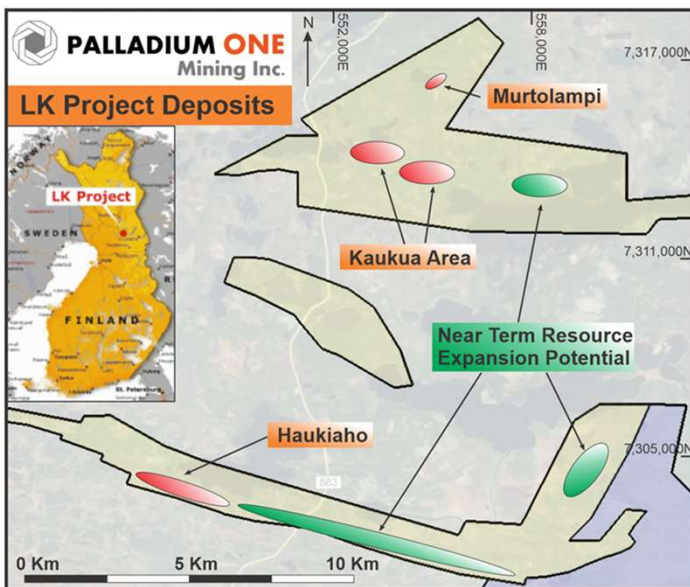 PALLADIUM ONE
Mining Inc.
LK Project Deposits
N
552,000E
558,000E
7,317,000N
Murtolampi
NORWAY
LK Project
SWEDEN
Kaukua Area
7,311,000N
FINLAND
Near Term Resource
Expansion Potential
St. Petersburg
Haukiaho
7,305,000N
863
0 Km
5 Km
10 Km